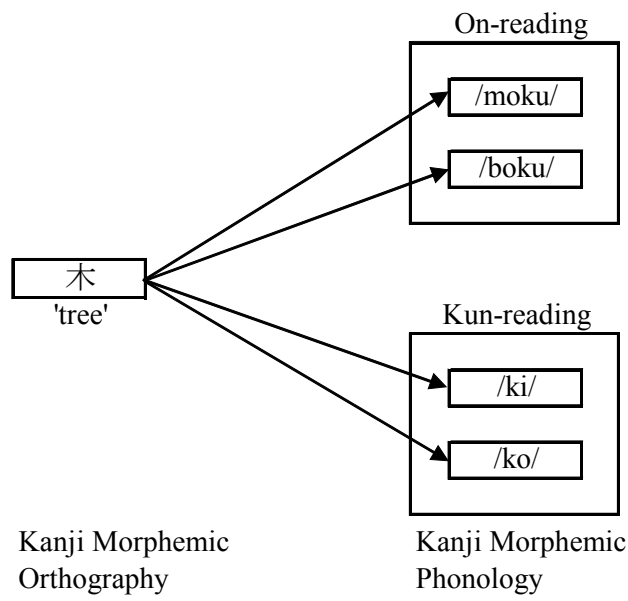 On-reading
/moku/
/boku/
木
'tree'
Kun-reading
/ki/
/ko/
Kanji Morphemic
Orthography
Kanji Morphemic
Phonology